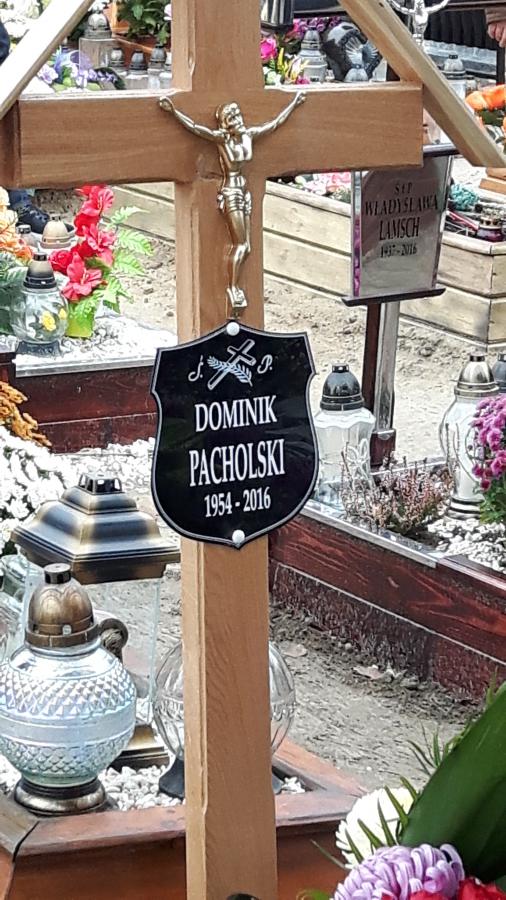 Ś. P.
DOMINIK
PACHOLSKI
1954 - 2016
Ś † P
WŁADYSŁAWA
LAMSCH
1937 - 2016